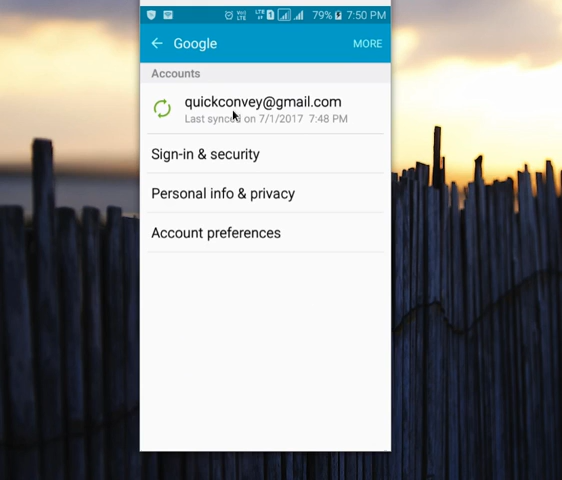 79% 7:50 PM
Google MORE
Accounts
quickconvey@gmail.com
Last synced on 7/1/2017 7:48 PM
Sign-in & security
Personal info & privacy
Account preferences